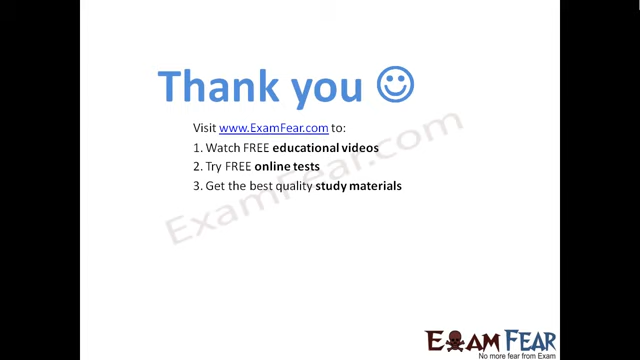 Thank you ☺
Visit www.ExamFear.com to:
1. Watch FREE educational videos
2. Try FREE online tests
3. Get the best quality study materials
ExamFear.com
EXAM FEAR
No more fear from Exam